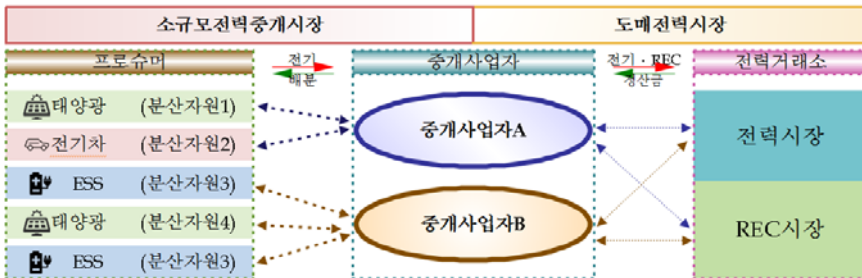 소규모전력중개시장 도매전력시장
프로슈머 전기 배분 중개사업자 전기·REC 정산금 전력거래소
태양광 (분산자원1)
전기차 (분산자원2)
ESS (분산자원3)
태양광 (분산자원4)
ESS (분산자원3)
중개사업자A
중개사업자B
전력시장
REC시장